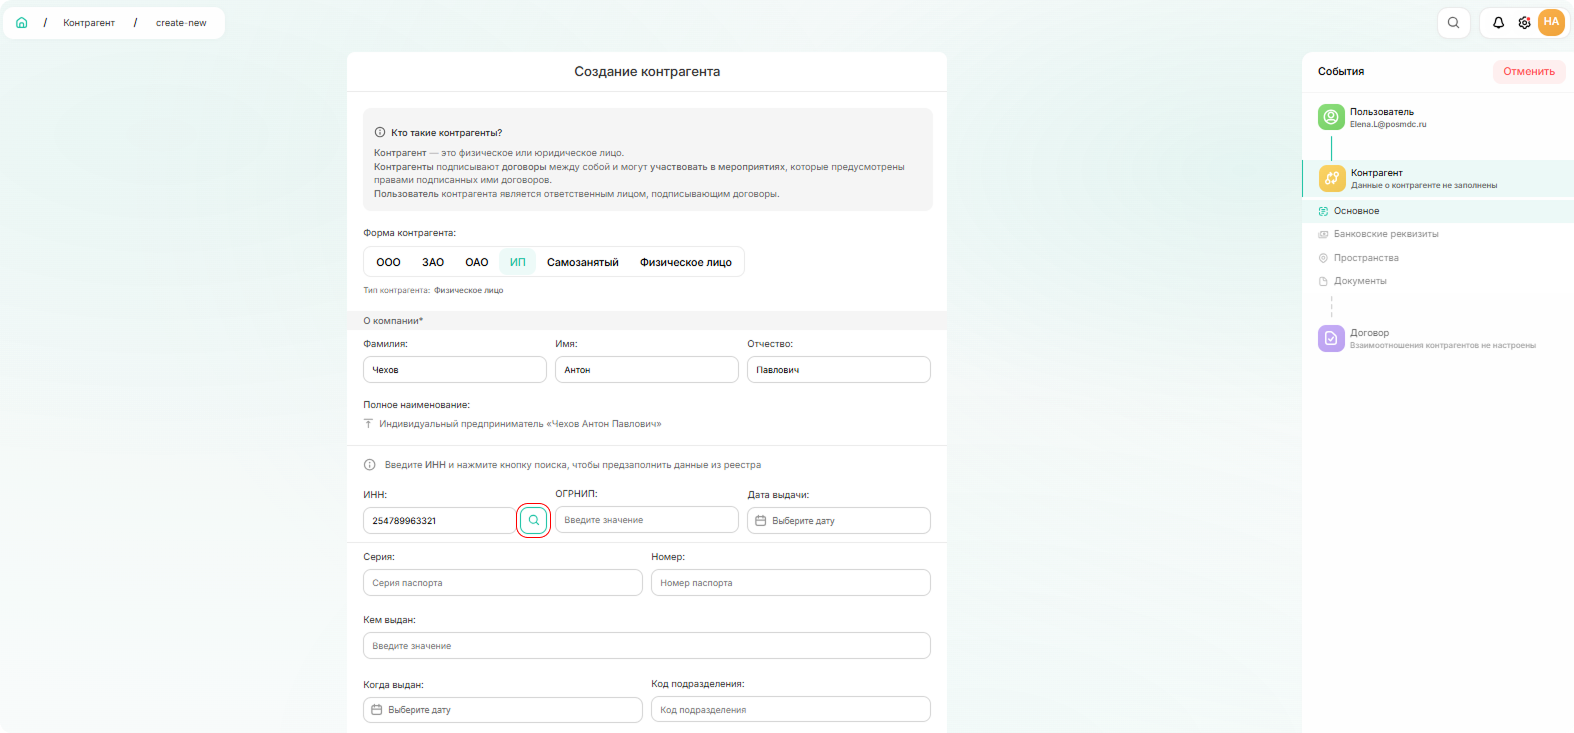 / Контрагент / create-new
НА
Создание контрагента
Кто такие контрагенты?
Контрагент — это физическое или юридическое лицо.
Контрагенты подписывают договоры между собой и могут участвовать в мероприятиях, которые предусмотрены
правами подписанных ими договоров.
Пользователь контрагента является ответственным лицом, подписывающим договоры.
Форма контрагента:
ООО ЗАО ОАО ИП Самозанятый Физическое лицо
Тип контрагента: Физическое лицо
О компании*
Фамилия: Имя: Отчество:
Чехов Антон Павлович
Полное наименование:
Индивидуальный предприниматель «Чехов Антон Павлович»
Введите ИНН и нажмите кнопку поиска, чтобы предзаполнить данные из реестра
ИНН: ОГРНИП: Дата выдачи:
254789963321 Введите значение Выберите дату
Серия: Номер:
Серия паспорта Номер паспорта
Кем выдан:
Введите значение
Когда выдан: Код подразделения:
Выберите дату Код подразделения
События Отменить
Пользователь
Elena.L@posmdc.ru
Контрагент
Данные о контрагенте не заполнены
Основное
Банковские реквизиты
Пространства
Документы
Договор
Взаимоотношения контрагентов не настроены